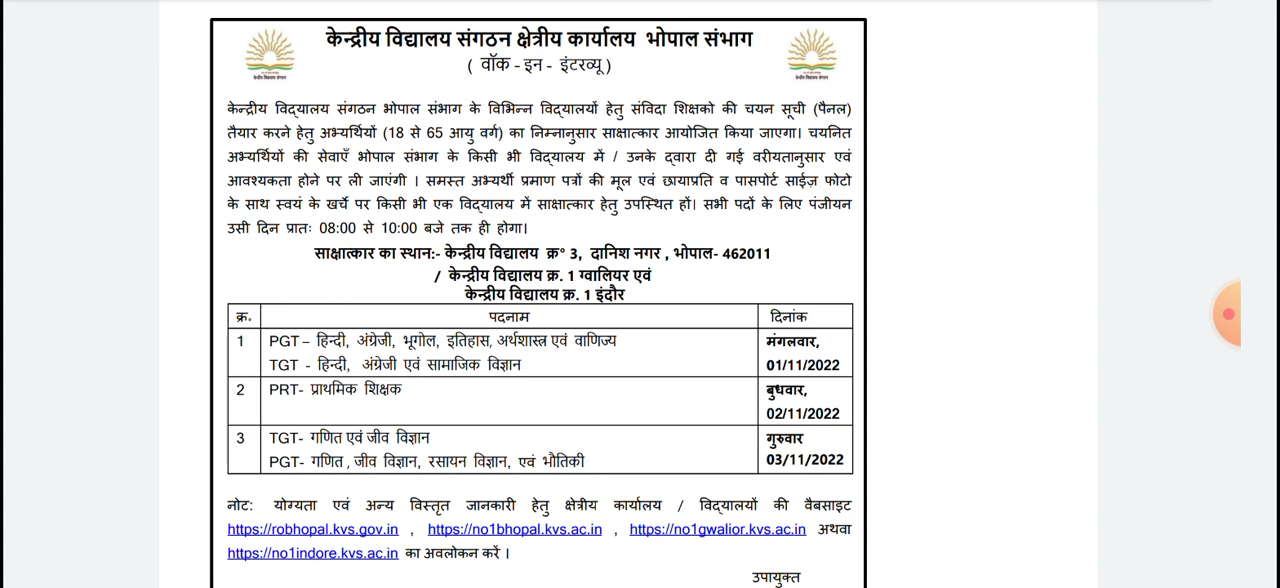 केन्द्रीय विद्यालय संगठन क्षेत्रीय कार्यालय भोपाल संभाग
( वॉक - इन - इंटरव्यू )
केन्द्रीय विद्यालय संगठन भोपाल संभाग के विभिन्न विद्यालयों हेतु संविदा शिक्षको की चयन सूची (पैनल)
तैयार करने हेतु अभ्यर्थियों (18 से 65 आयु वर्ग) का निम्नानुसार साक्षात्कार आयोजित किया जाएगा। चयनित
अभ्यर्थियों की सेवाएँ भोपाल संभाग के किसी भी विद्यालय में / उनके द्वारा दी गई वरीयतानुसार एवं
आवश्यकता होने पर ली जाएंगी । समस्त अभ्यर्थी प्रमाण पत्रों की मूल एवं छायाप्रति व पासपोर्ट साईज़ फोटो
के साथ स्वयं के खर्चे पर किसी भी एक विद्यालय में साक्षात्कार हेतु उपस्थित हों। सभी पदों के लिए पंजीयन
उसी दिन प्रातः 08:00 से 10:00 बजे तक ही होगा।
साक्षात्कार का स्थान:- केन्द्रीय विद्यालय क्र॰ 3, दानिश नगर , भोपाल- 462011
/ केन्द्रीय विद्यालय क्र. 1 ग्वालियर एवं
केन्द्रीय विद्यालय क्र. 1 इंदौर
क्र॰ पदनाम दिनांक
1 PGT – हिन्दी, अंग्रेजी, भूगोल, इतिहास, अर्थशास्त्र एवं वाणिज्य मंगलवार,
TGT - हिन्दी, अंग्रेजी एवं सामाजिक विज्ञान 01/11/2022
2 PRT- प्राथमिक शिक्षक बुधवार,
02/11/2022
3 TGT- गणित एवं जीव विज्ञान गुरुवार
PGT- गणित , जीव विज्ञान, रसायन विज्ञान, एवं भौतिकी 03/11/2022
नोट: योग्यता एवं अन्य विस्तृत जानकारी हेतु क्षेत्रीय कार्यालय / विद्यालयों की वैबसाइट
https://robhopal.kvs.gov.in , https://no1bhopal.kvs.ac.in , https://no1gwalior.kvs.ac.in अथवा
https://no1indore.kvs.ac.in का अवलोकन करें ।
उपायुक्त